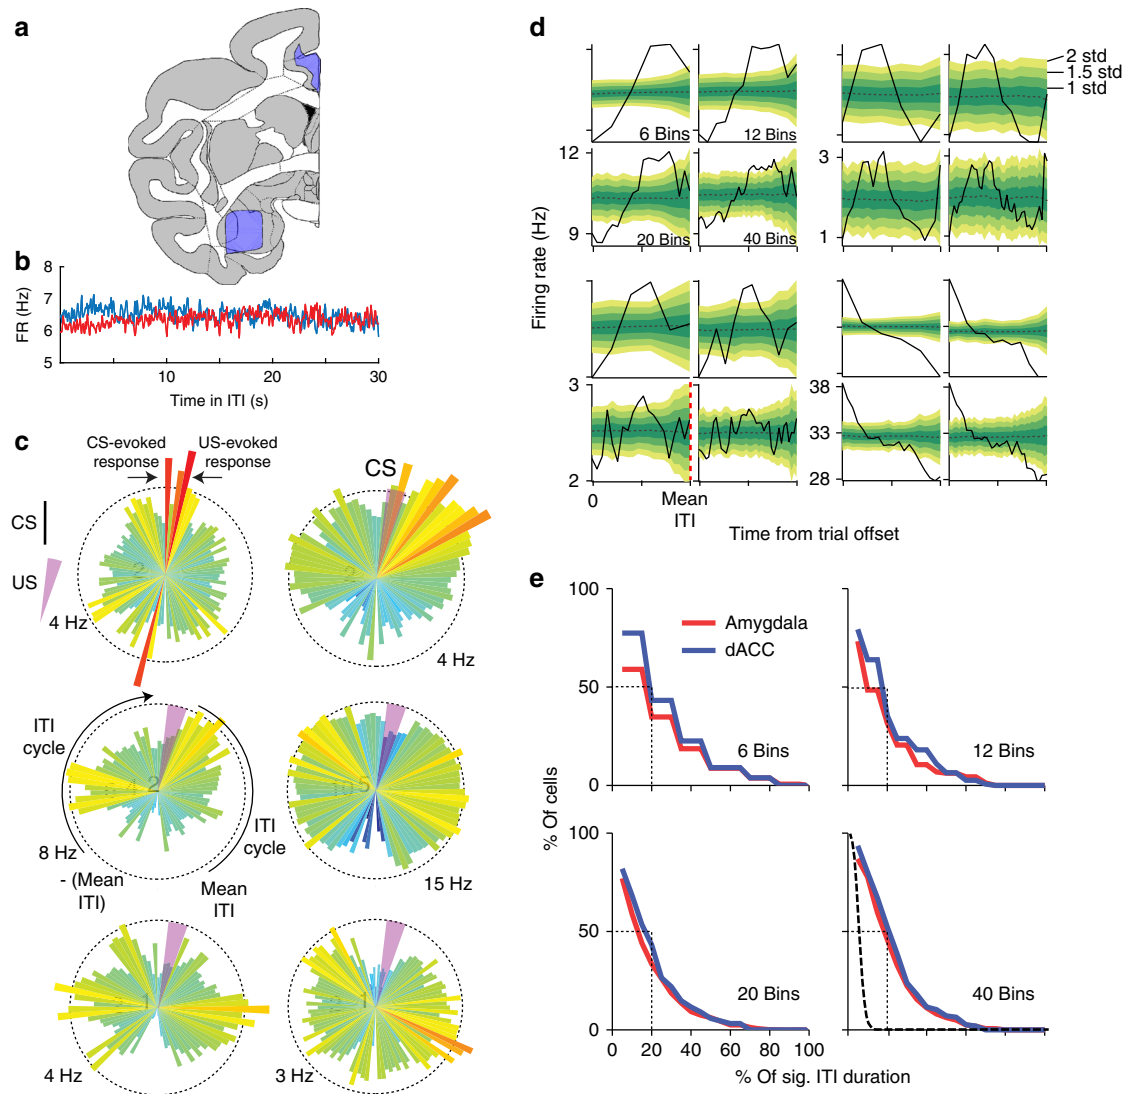 a
b
8
7
6
5
FR (Hz)
10
20
30
Time in ITI (s)
c
CS-evoked
response
US-evoked
response
CS
US
4 Hz
CS
4 Hz
ITI
cycle
2
8 Hz
- (Mean
ITI)
Mean
ITI
ITI
cycle
5
15 Hz
1
4 Hz
1
3 Hz
d
2 std
1.5 std
1 std
6 Bins
12 Bins
12
9
20 Bins
40 Bins
3
1
Firing rate (Hz)
3
2
0
Mean
ITI
38
33
28
Time from trial offset
e
100
50
0
Amygdala
dACC
6 Bins
12 Bins
% Of cells
100
50
0
20 Bins
40 Bins
0
20
40
60
80
100
% Of sig. ITI duration